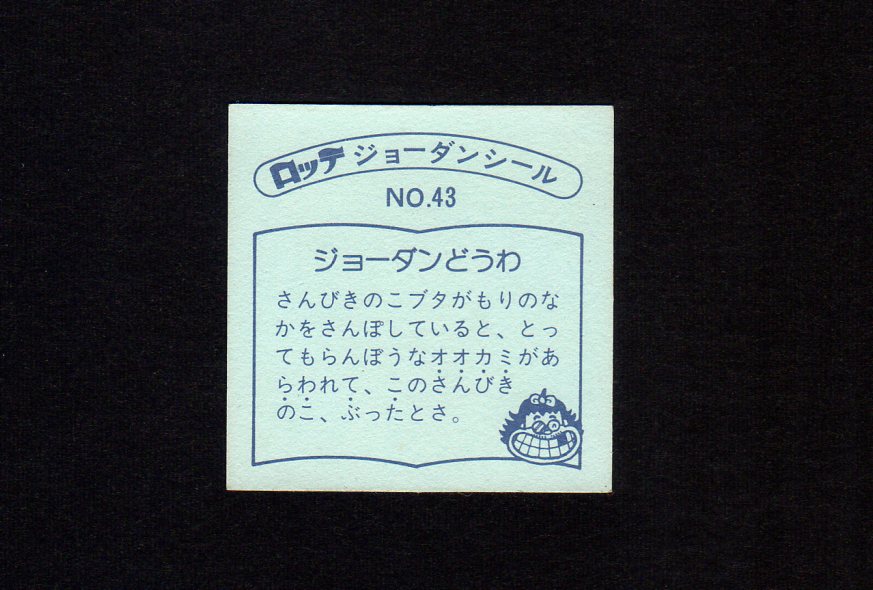 ロッテ ジョーダンシール
NO.43
ジョーダンどうわ
さんびきのこブタがもりのな
かをさんぽしていると、とっ
てもらんぼうなオオカミがあ
らわれて、このさんびき
のこ、ぶったとさ。